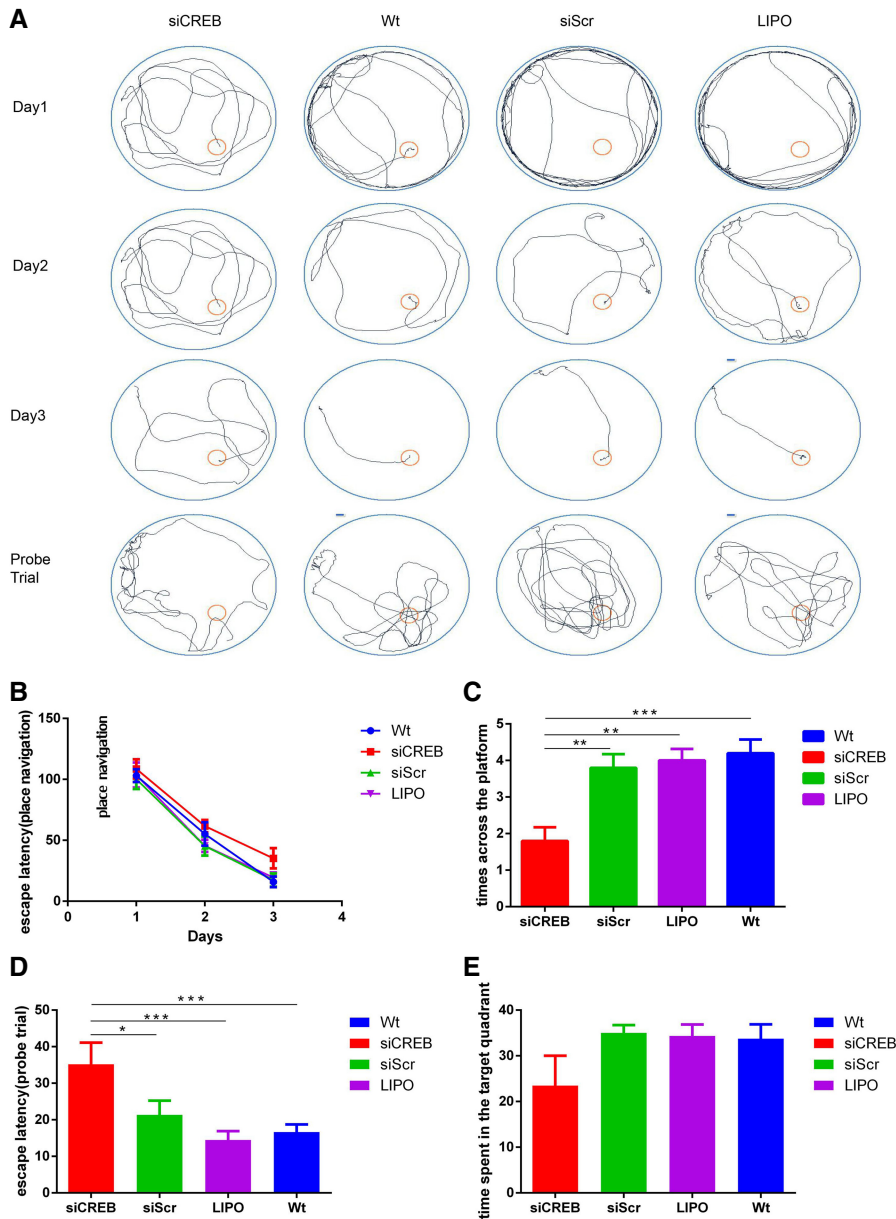 A
siCREB Wt siScr LIPO
Day1
Day2
Day3
Probe
Trial
B
escape latency(place navigation)
place navigation
150
100
50
0
0 1 2 3 4
Days
Wt
siCREB
siScr
LIPO
C
times across the platform
5
4
3
2
1
0
***
**
**
siCREB siScr LIPO Wt
Wt
siCREB
siScr
LIPO
D
escape latency(probe trial)
50
40
30
20
10
0
***
***
*
siCREB siScr LIPO Wt
Wt
siCREB
siScr
LIPO
E
time spent in the target quadrant
40
30
20
10
0
siCREB siScr LIPO Wt
Wt
siCREB
siScr
LIPO